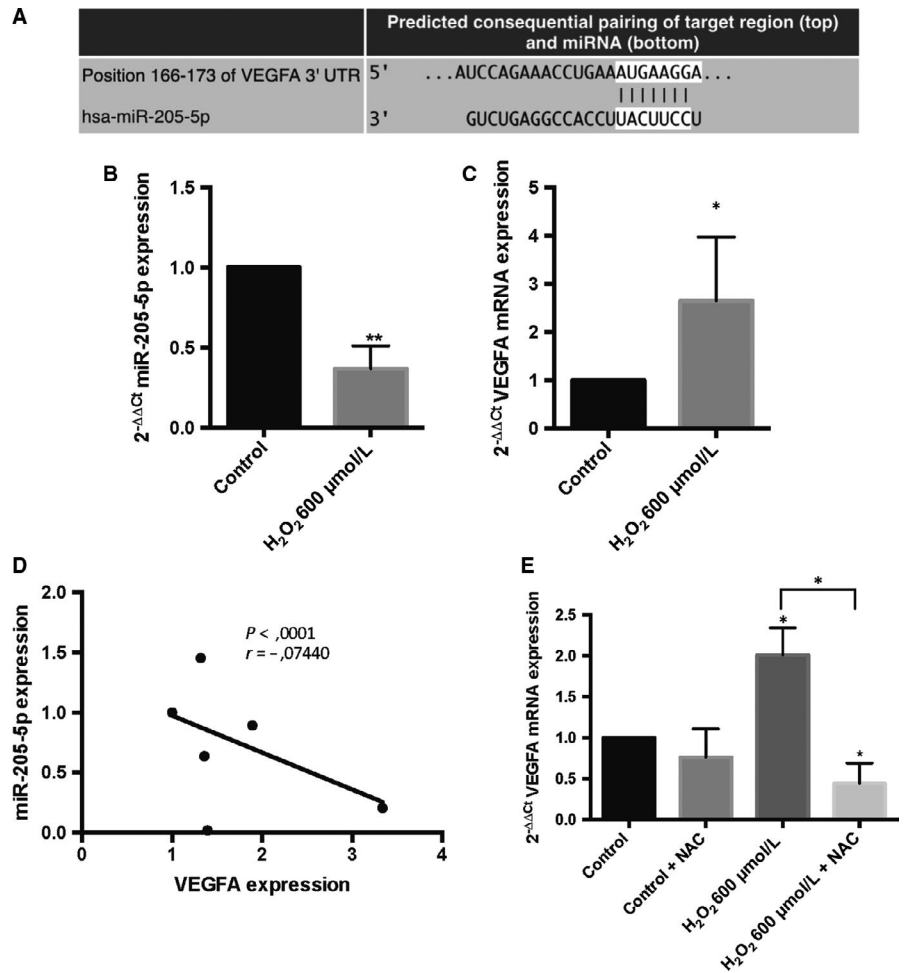 A
Predicted consequential pairing of target region (top)
and miRNA (bottom)
Position 166-173 of VEGFA 3' UTR 5' ...AUCCAGAAACCUGAAAUGAAGGA...
hsa-miR-205-5p 3' GUCUGAGGCCACCUUACUUCCU
B
2-ΔΔCt miR-205-5p expression
1.5
1.0
0.5
0.0
**
Control
H2O2 600 µmol/L
C
2-ΔΔCt VEGFA mRNA expression
5
4
3
2
1
0
*
Control
H2O2 600 µmol/L
D
miR-205-5p expression
2.0
1.5
1.0
0.5
0.0
P < ,0001
r = – ,07440
0 1 2 3 4
VEGFA expression
E
2-ΔΔCt VEGFA mRNA expression
2.5
2.0
1.5
1.0
0.5
0.0
*
*
*
Control
Control + NAC
H2O2 600 µmol/L
H2O2 600 µmol/L + NAC